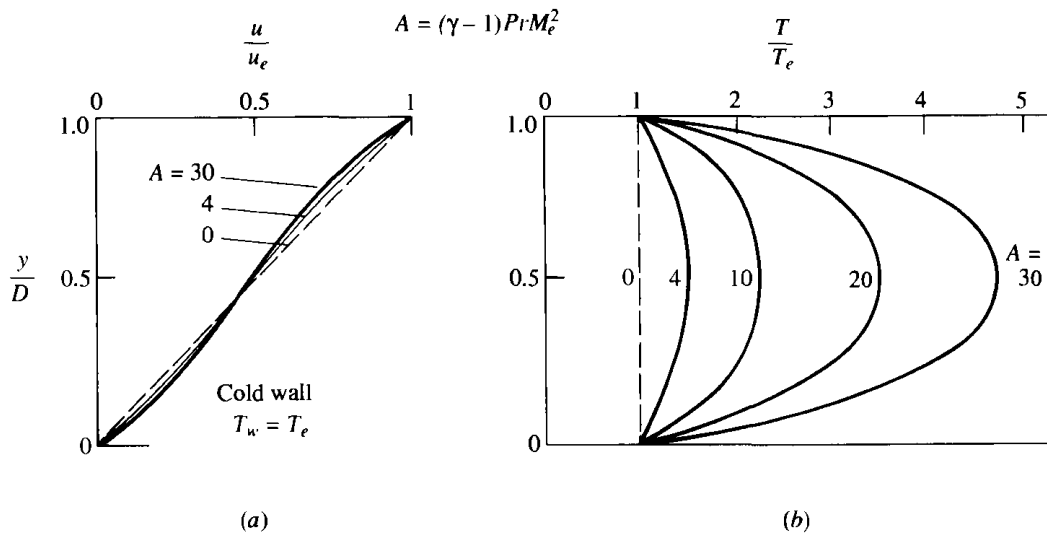 A = (γ – 1)PrM_e^2
u/u_e
0 0.5 1
1.0
A = 30
4
0
y/D
0.5
Cold wall
T_w = T_e
0
(a)
T/T_e
0 1 2 3 4 5
1.0
0.5
0 4 10 20
A =
30
0
(b)